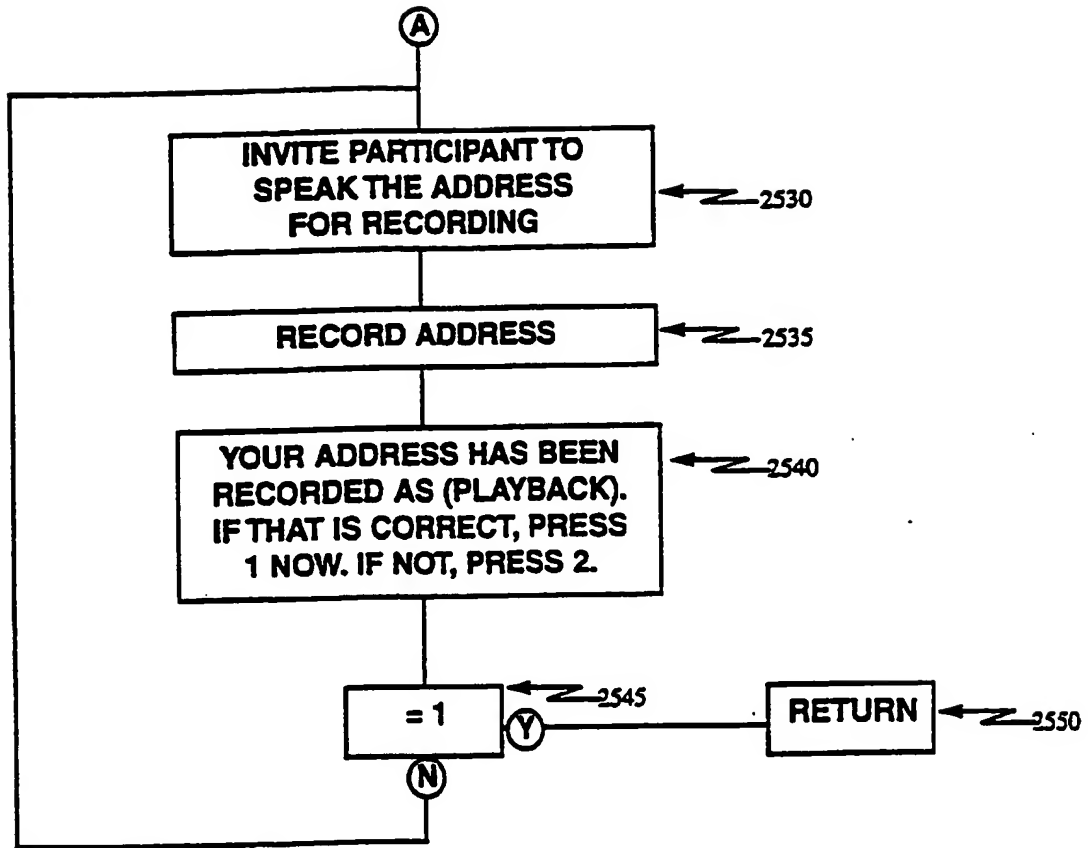 A
INVITE PARTICIPANT TO
SPEAK THE ADDRESS
FOR RECORDING
2530
RECORD ADDRESS
2535
YOUR ADDRESS HAS BEEN
RECORDED AS (PLAYBACK).
IF THAT IS CORRECT, PRESS
1 NOW. IF NOT, PRESS 2.
2540
= 1
2545
Y
RETURN
2550
N